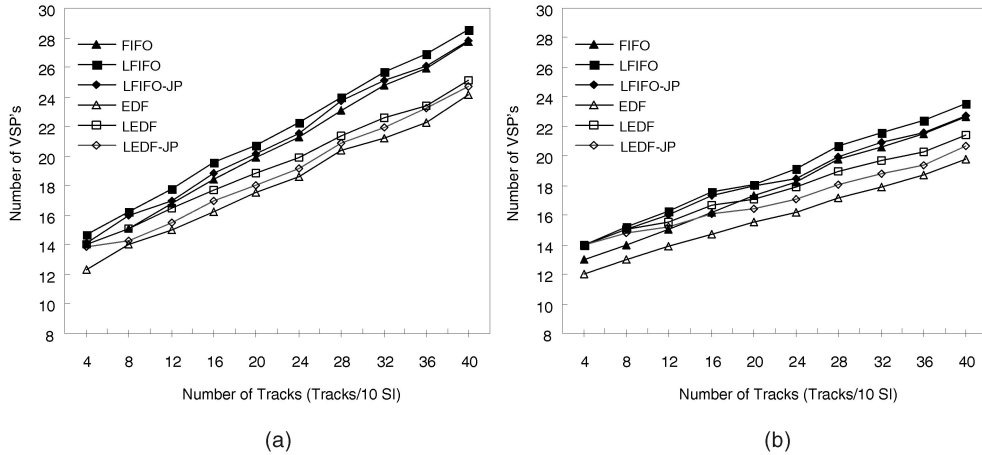 30
28
26
24
22
20
18
16
14
12
10
8
Number of VSP's
FIFO
LFIFO
LFIFO-JP
EDF
LEDF
LEDF-JP
4 8 12 16 20 24 28 32 36 40
Number of Tracks (Tracks/10 SI)
(a)
30
28
26
24
22
20
18
16
14
12
10
8
Number of VSP's
FIFO
LFIFO
LFIFO-JP
EDF
LEDF
LEDF-JP
4 8 12 16 20 24 28 32 36 40
Number of Tracks (Tracks/10 SI)
(b)